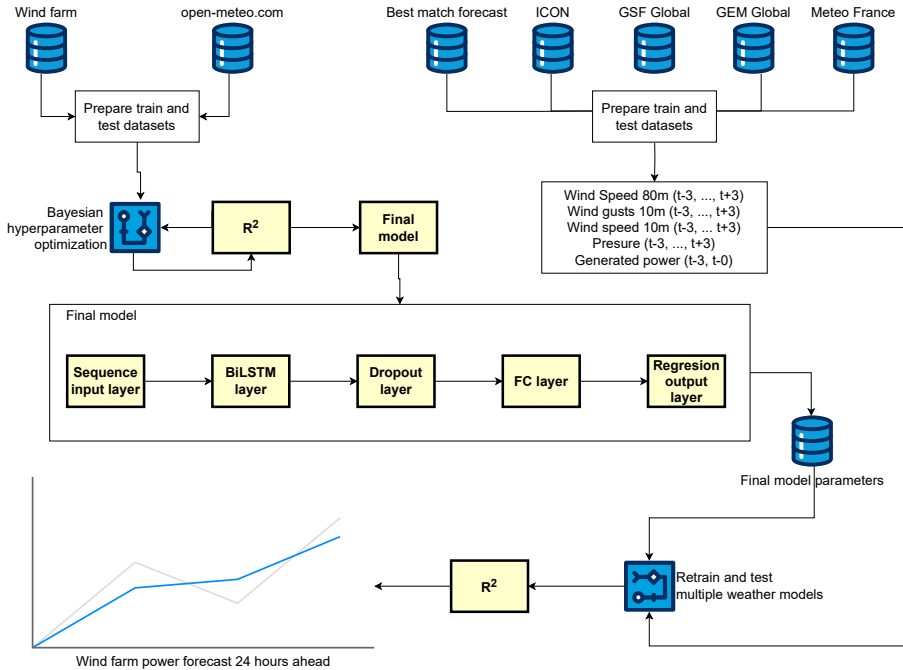 Wind farm
open-meteo.com
Best match forecast
ICON
GSF Global
GEM Global
Meteo France
Prepare train and
test datasets
Prepare train and
test datasets
Wind Speed 80m (t-3, ..., t+3)
Wind gusts 10m (t-3, ..., t+3)
Wind speed 10m (t-3, ... t+3)
Presure (t-3, ..., t+3)
Generated power (t-3, t-0)
Bayesian
hyperparameter
optimization
R²
Final
model
Final model
Sequence
input layer
BiLSTM
layer
Dropout
layer
FC layer
Regresion
output
layer
Final model parameters
R²
Retrain and test
multiple weather models
Wind farm power forecast 24 hours ahead